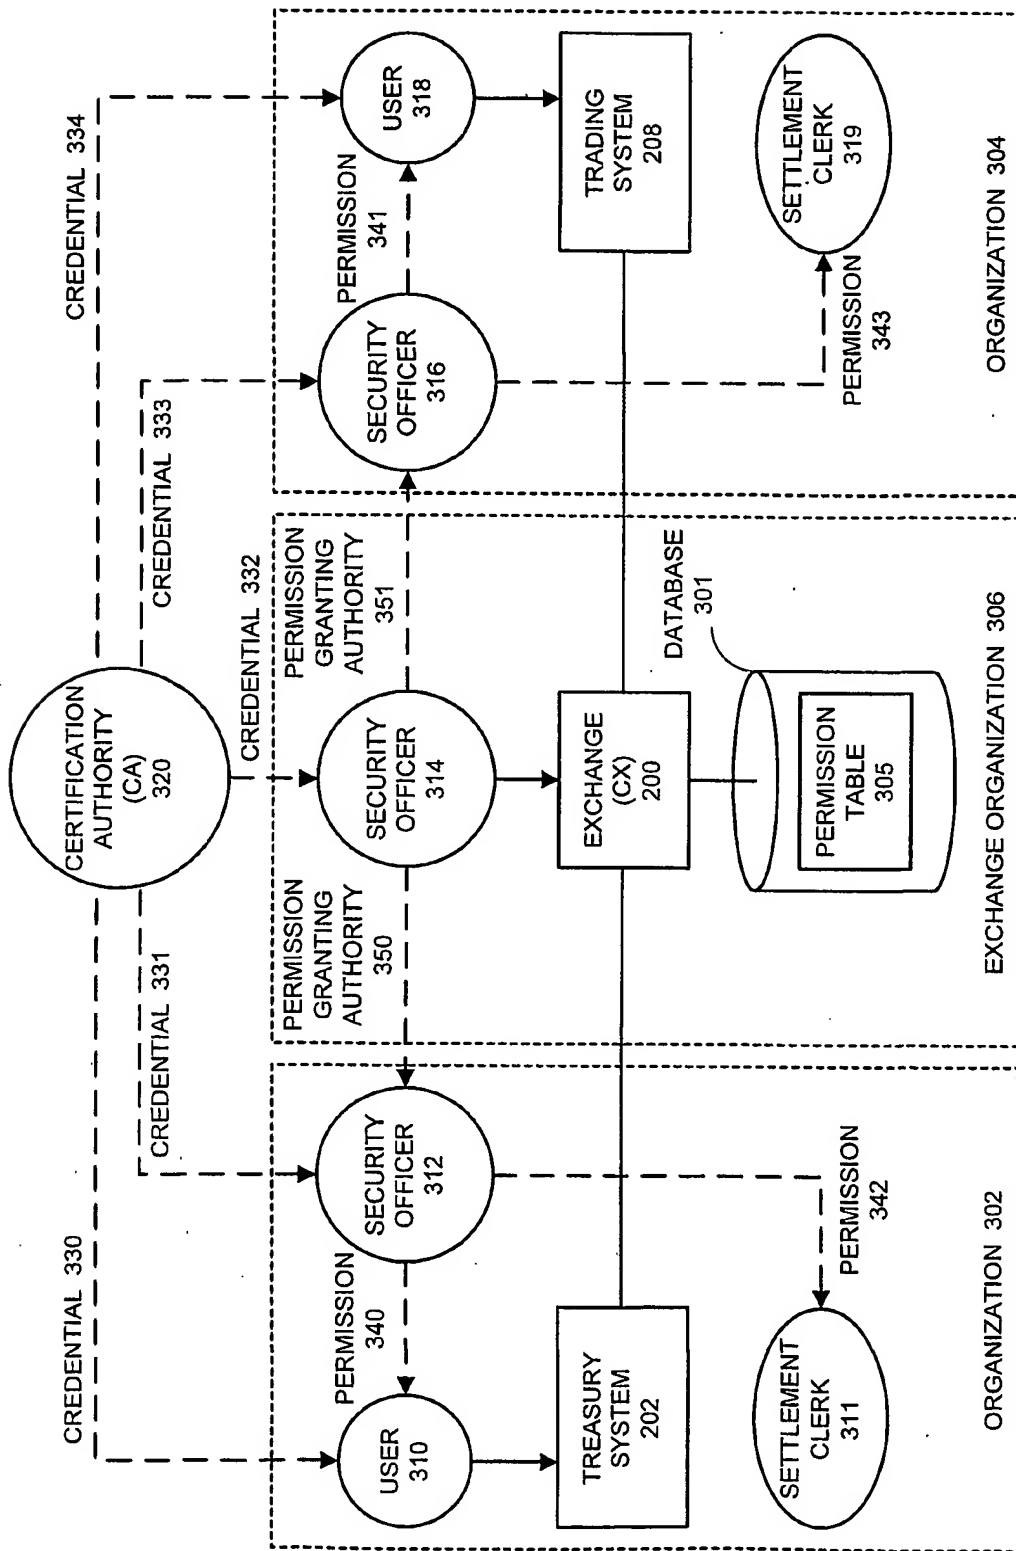 CERTIFICATION
AUTHORITY
(CA)
320
CREDENTIAL 330
CREDENTIAL 331
CREDENTIAL 332
CREDENTIAL 333
CREDENTIAL 334
USER
310
PERMISSION
340
SECURITY
OFFICER
312
PERMISSION
GRANTING
AUTHORITY
350
SECURITY
OFFICER
314
PERMISSION
GRANTING
AUTHORITY
351
SECURITY
OFFICER
316
PERMISSION
341
USER
318
TREASURY
SYSTEM
202
EXCHANGE
(CX)
200
TRADING
SYSTEM
208
SETTLEMENT
CLERK
311
PERMISSION
342
DATABASE
301
PERMISSION
TABLE
305
PERMISSION
343
SETTLEMENT
CLERK
319
ORGANIZATION 302
EXCHANGE ORGANIZATION 306
ORGANIZATION 304